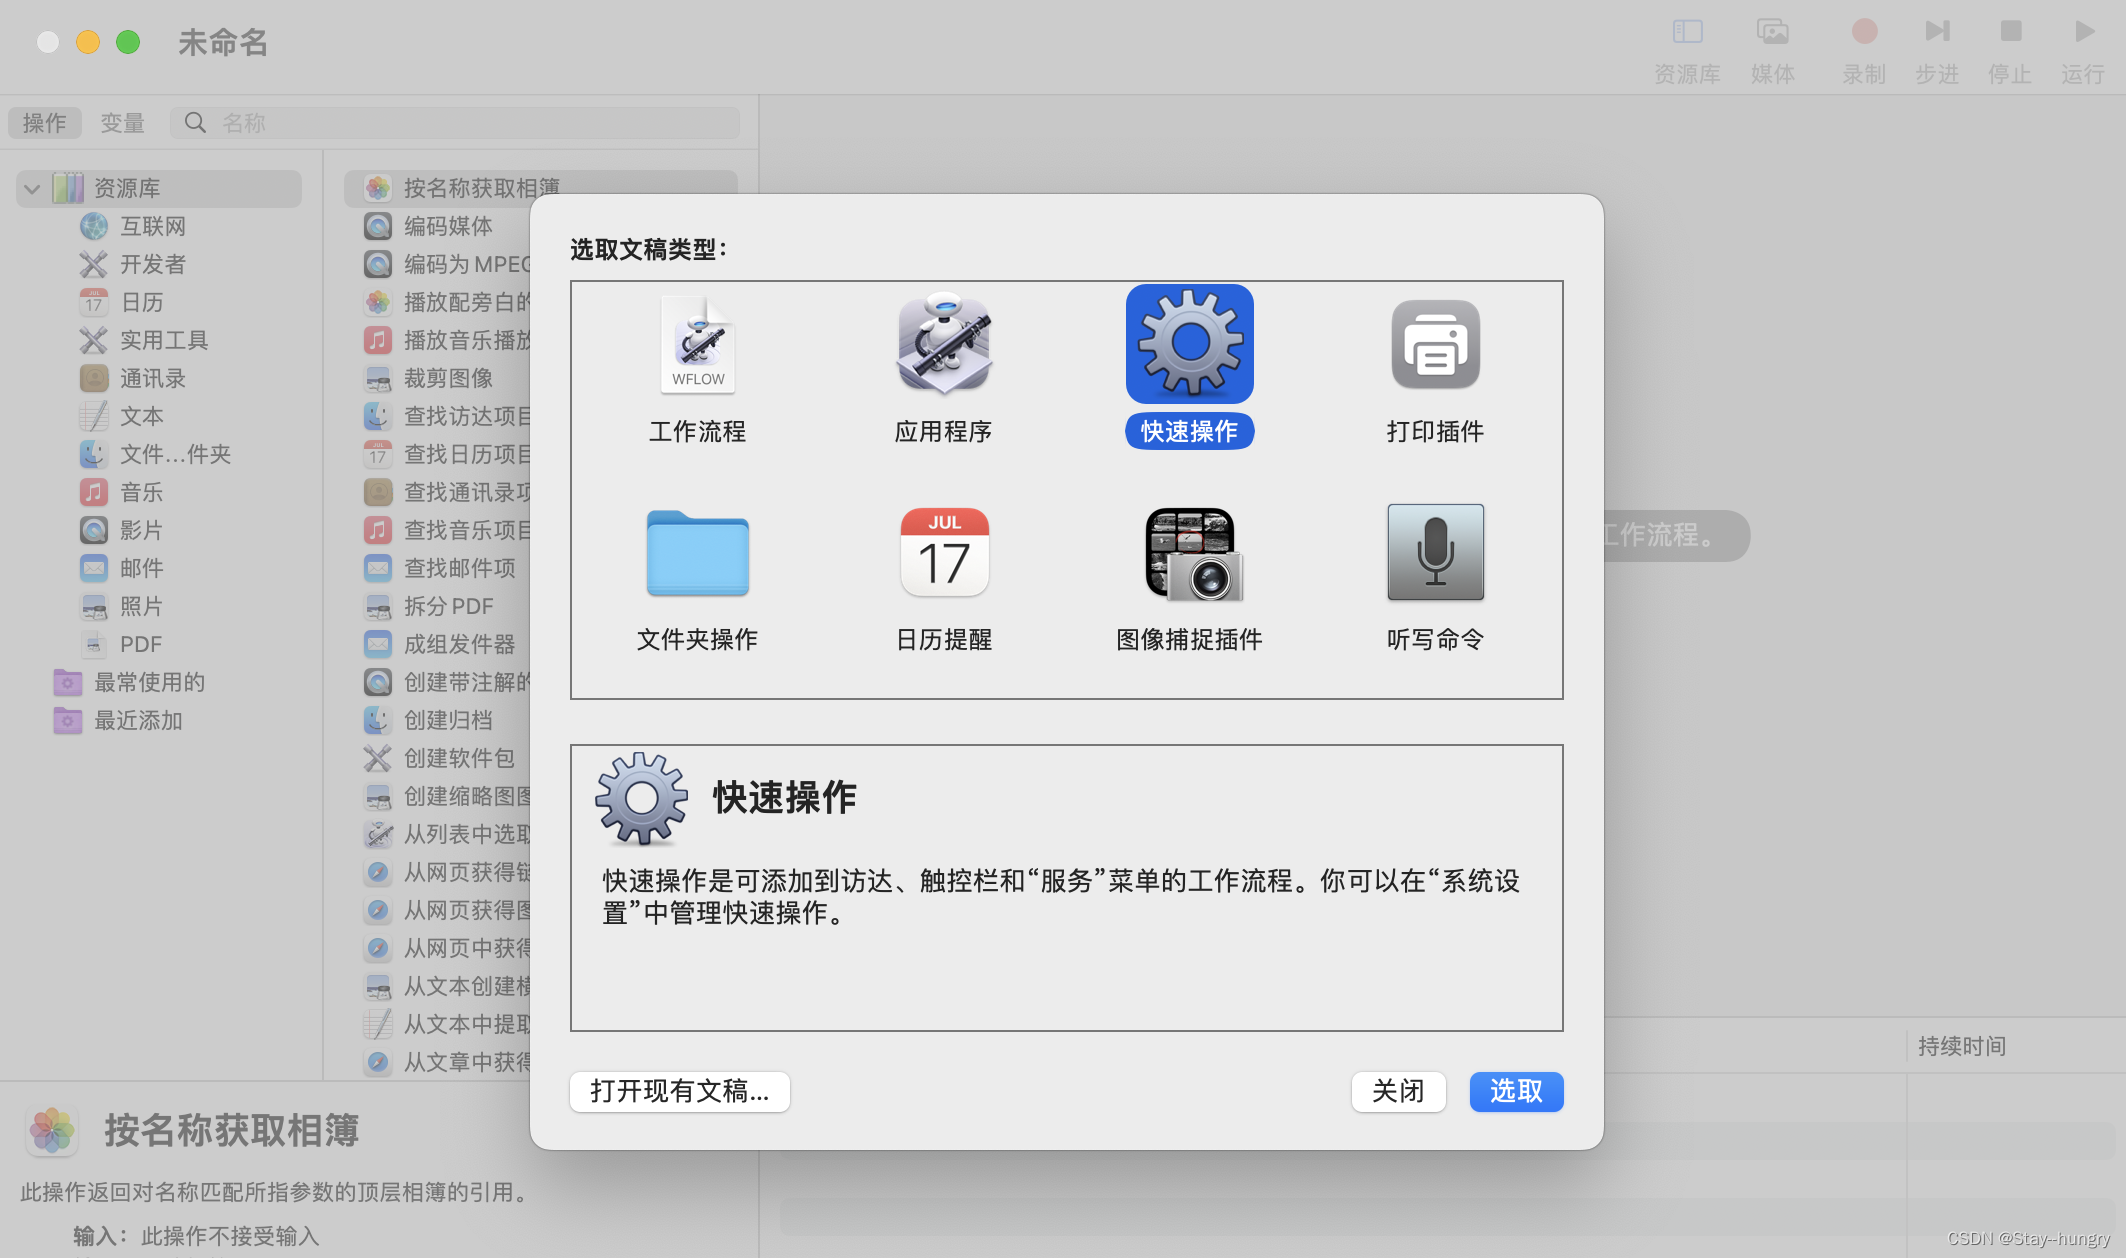 未命名
资源库
媒体
录制
步进
停止
运行
操作
变量
名称
资源库
互联网
开发者
日历
实用工具
通讯录
文本
文件...件夹
音乐
影片
邮件
照片
PDF
最常使用的
最近添加
按名称获取相簿
编码媒体
编码为 MPEG
播放配旁白的
播放音乐播放
裁剪图像
查找访达项目
查找日历项目
查找通讯录项
查找音乐项目
查找邮件项
拆分 PDF
成组发件器
创建带注解的
创建归档
创建软件包
创建缩略图图
从列表中选取
从网页获得链
从网页获得图
从网页中获得
从文本创建横
从文本中提取
从文章中获得
选取文稿类型：
WFLOW
工作流程
应用程序
快速操作
打印插件
文件夹操作
JUL
17
日历提醒
图像捕捉插件
听写命令
快速操作
快速操作是可添加到访达、触控栏和“服务”菜单的工作流程。你可以在“系统设
置”中管理快速操作。
打开现有文稿...
关闭
选取
工作流程。
持续时间
按名称获取相簿
此操作返回对名称匹配所指参数的顶层相簿的引用。
输入：此操作不接受输入
CSDN @Stay--hungry